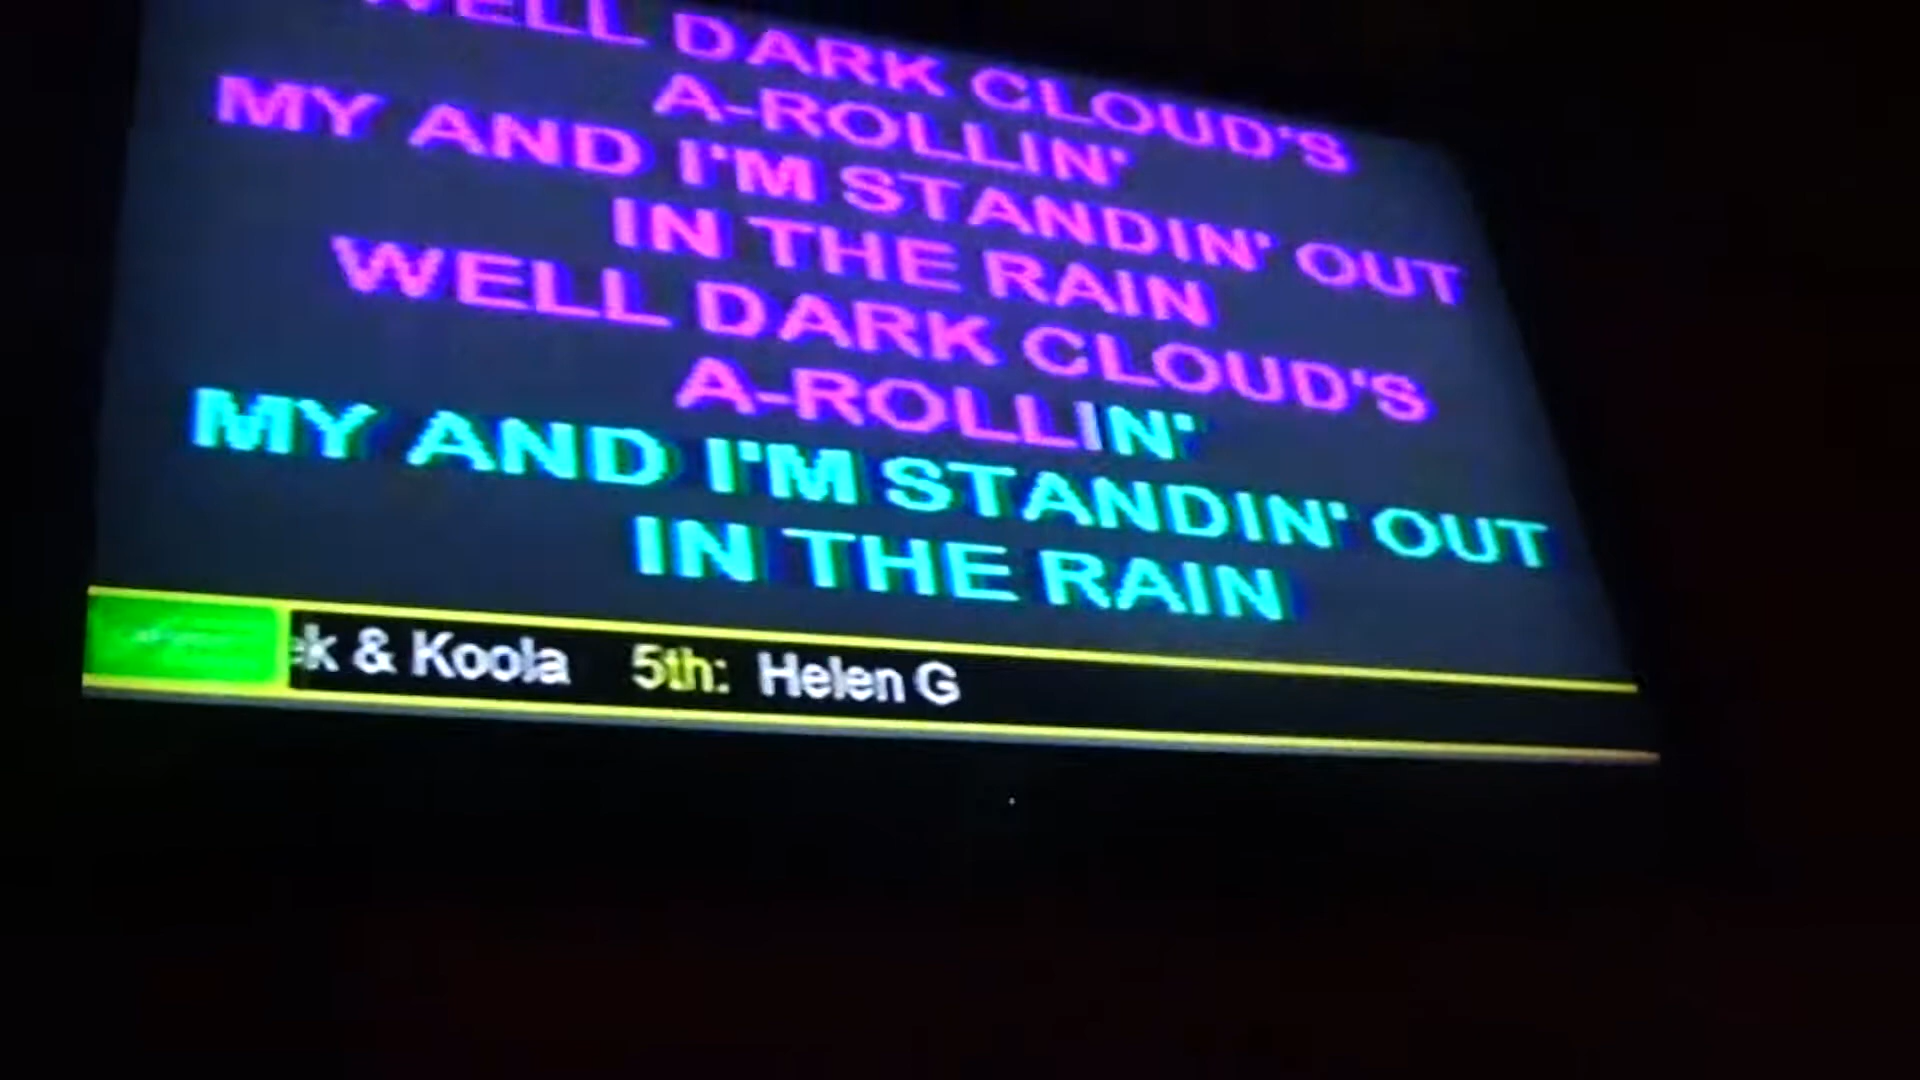 WELL DARK CLOUD'S
A-ROLLIN'
MY AND I'M STANDIN' OUT
IN THE RAIN
WELL DARK CLOUD'S
A-ROLLIN'
MY AND I'M STANDIN' OUT
IN THE RAIN
k & Koola 5th: Helen G